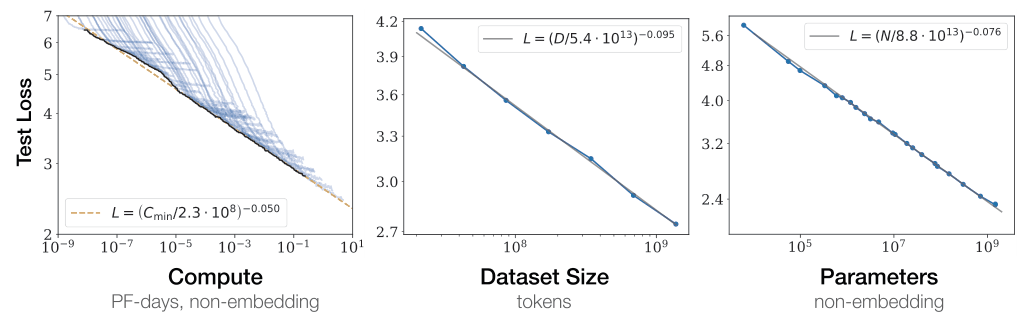 7
6
5
4
3
2
Test Loss
L = (C_min/2.3 · 10^8)^−0.050
10^−9 10^−7 10^−5 10^−3 10^−1 10^1
Compute
PF-days, non-embedding
4.2
3.9
3.6
3.3
3.0
2.7
L = (D/5.4 · 10^13)^−0.095
10^8 10^9
Dataset Size
tokens
5.6
4.8
4.0
3.2
2.4
L = (N/8.8 · 10^13)^−0.076
10^5 10^7 10^9
Parameters
non-embedding